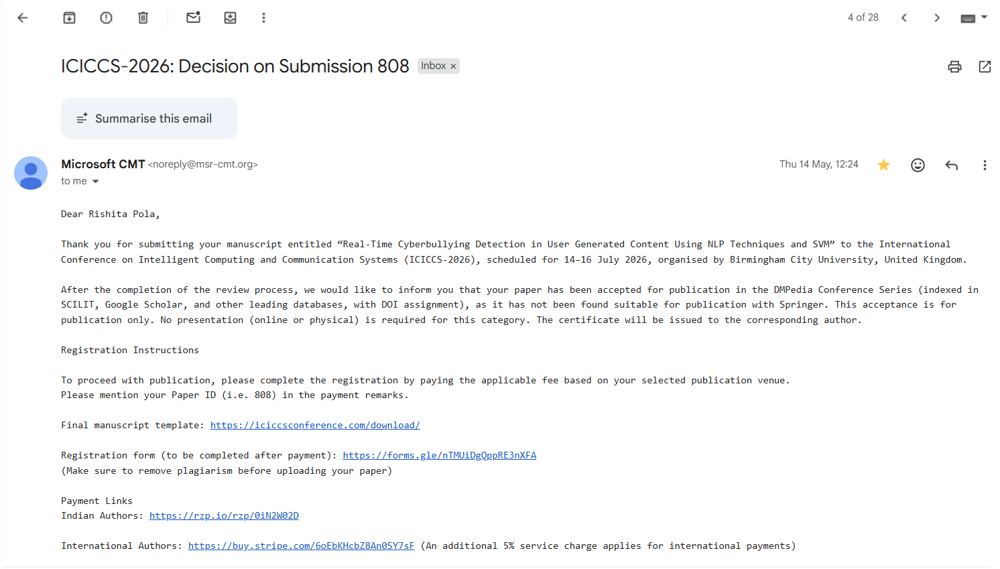 4 of 28
ICICCS-2026: Decision on Submission 808 Inbox ×
Summarise this email
Microsoft CMT <noreply@msr-cmt.org> Thu 14 May, 12:24
to me
Dear Rishita Pola,
Thank you for submitting your manuscript entitled “Real-Time Cyberbullying Detection in User Generated Content Using NLP Techniques and SVM” to the International
Conference on Intelligent Computing and Communication Systems (ICICCS-2026), scheduled for 14–16 July 2026, organised by Birmingham City University, United Kingdom.
After the completion of the review process, we would like to inform you that your paper has been accepted for publication in the DMPedia Conference Series (indexed in
SCILIT, Google Scholar, and other leading databases, with DOI assignment), as it has not been found suitable for publication with Springer. This acceptance is for
publication only. No presentation (online or physical) is required for this category. The certificate will be issued to the corresponding author.
Registration Instructions
To proceed with publication, please complete the registration by paying the applicable fee based on your selected publication venue.
Please mention your Paper ID (i.e. 808) in the payment remarks.
Final manuscript template: https://iciccsconference.com/download/
Registration form (to be completed after payment): https://forms.gle/nTMUiDgQppRE3nXFA
(Make sure to remove plagiarism before uploading your paper)
Payment Links
Indian Authors: https://rzp.io/rzp/0iN2W02D
International Authors: https://buy.stripe.com/6oEbKHcbZ8An0SY7sF (An additional 5% service charge applies for international payments)